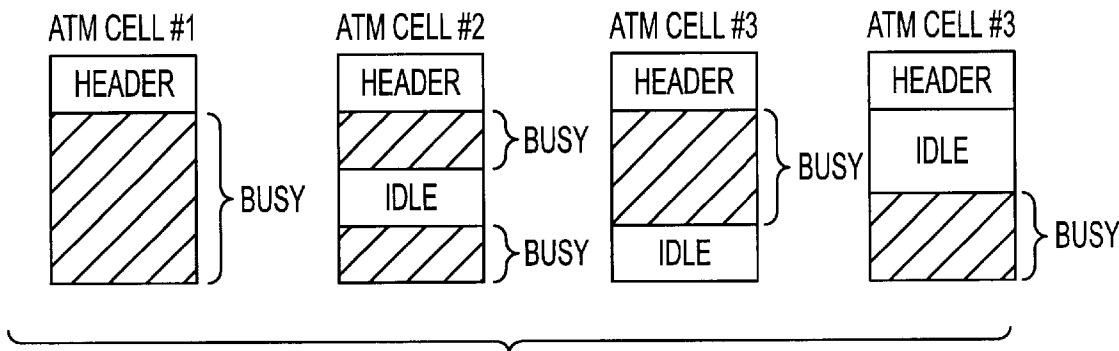 ATM CELL #1
HEADER
BUSY
ATM CELL #2
HEADER
BUSY
IDLE
BUSY
ATM CELL #3
HEADER
BUSY
IDLE
ATM CELL #3
HEADER
IDLE
BUSY